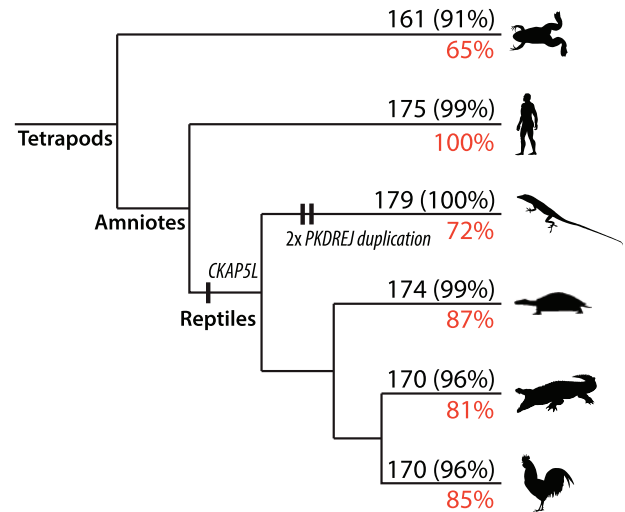 161 (91%)
65%
175 (99%)
100%
Tetrapods
179 (100%)
72%
Amniotes
2x PKDREJ duplication
CKAP5L
174 (99%)
87%
Reptiles
170 (96%)
81%
170 (96%)
85%